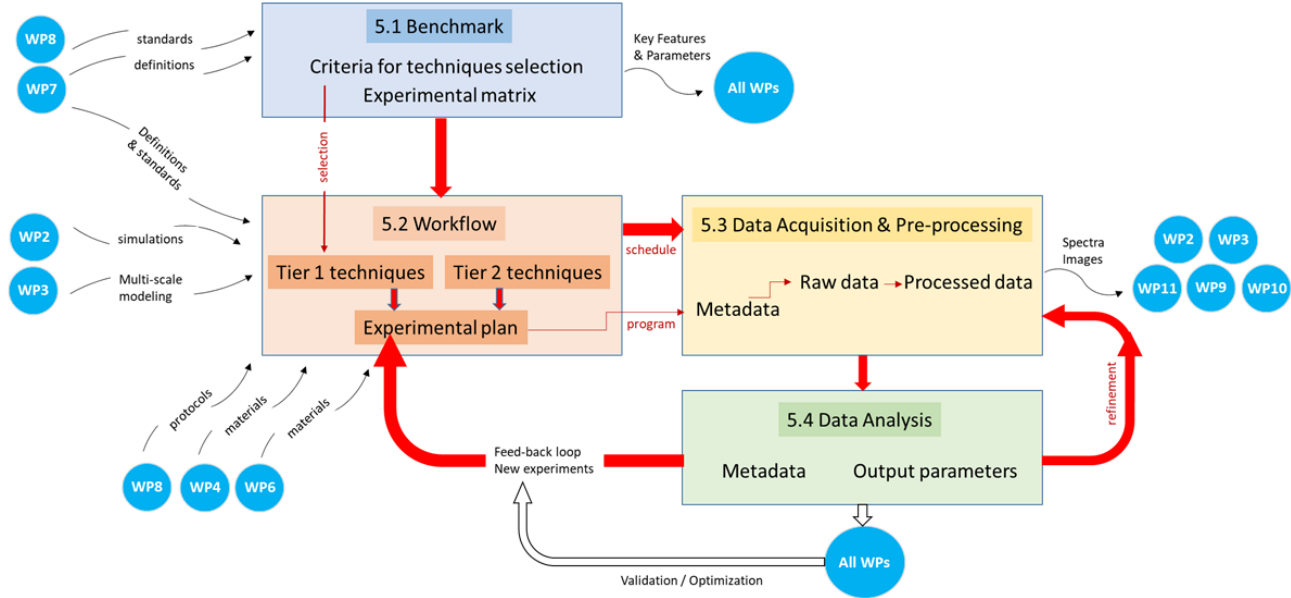 WP8
standards
WP7
definitions
5.1 Benchmark
Criteria for techniques selection
Experimental matrix
Key Features
& Parameters
All WPs
Definitions
& standards
selection
WP2
simulations
WP3
Multi-scale
modeling
5.2 Workflow
Tier 1 techniques
Tier 2 techniques
Experimental plan
schedule
program
5.3 Data Acquisition & Pre-processing
Raw data
Processed data
Metadata
Spectra
Images
WP2
WP3
WP11
WP9
WP10
protocols
materials
materials
WP8
WP4
WP6
Feed-back loop
New experiments
5.4 Data Analysis
Metadata
Output parameters
refinement
All WPs
Validation / Optimization